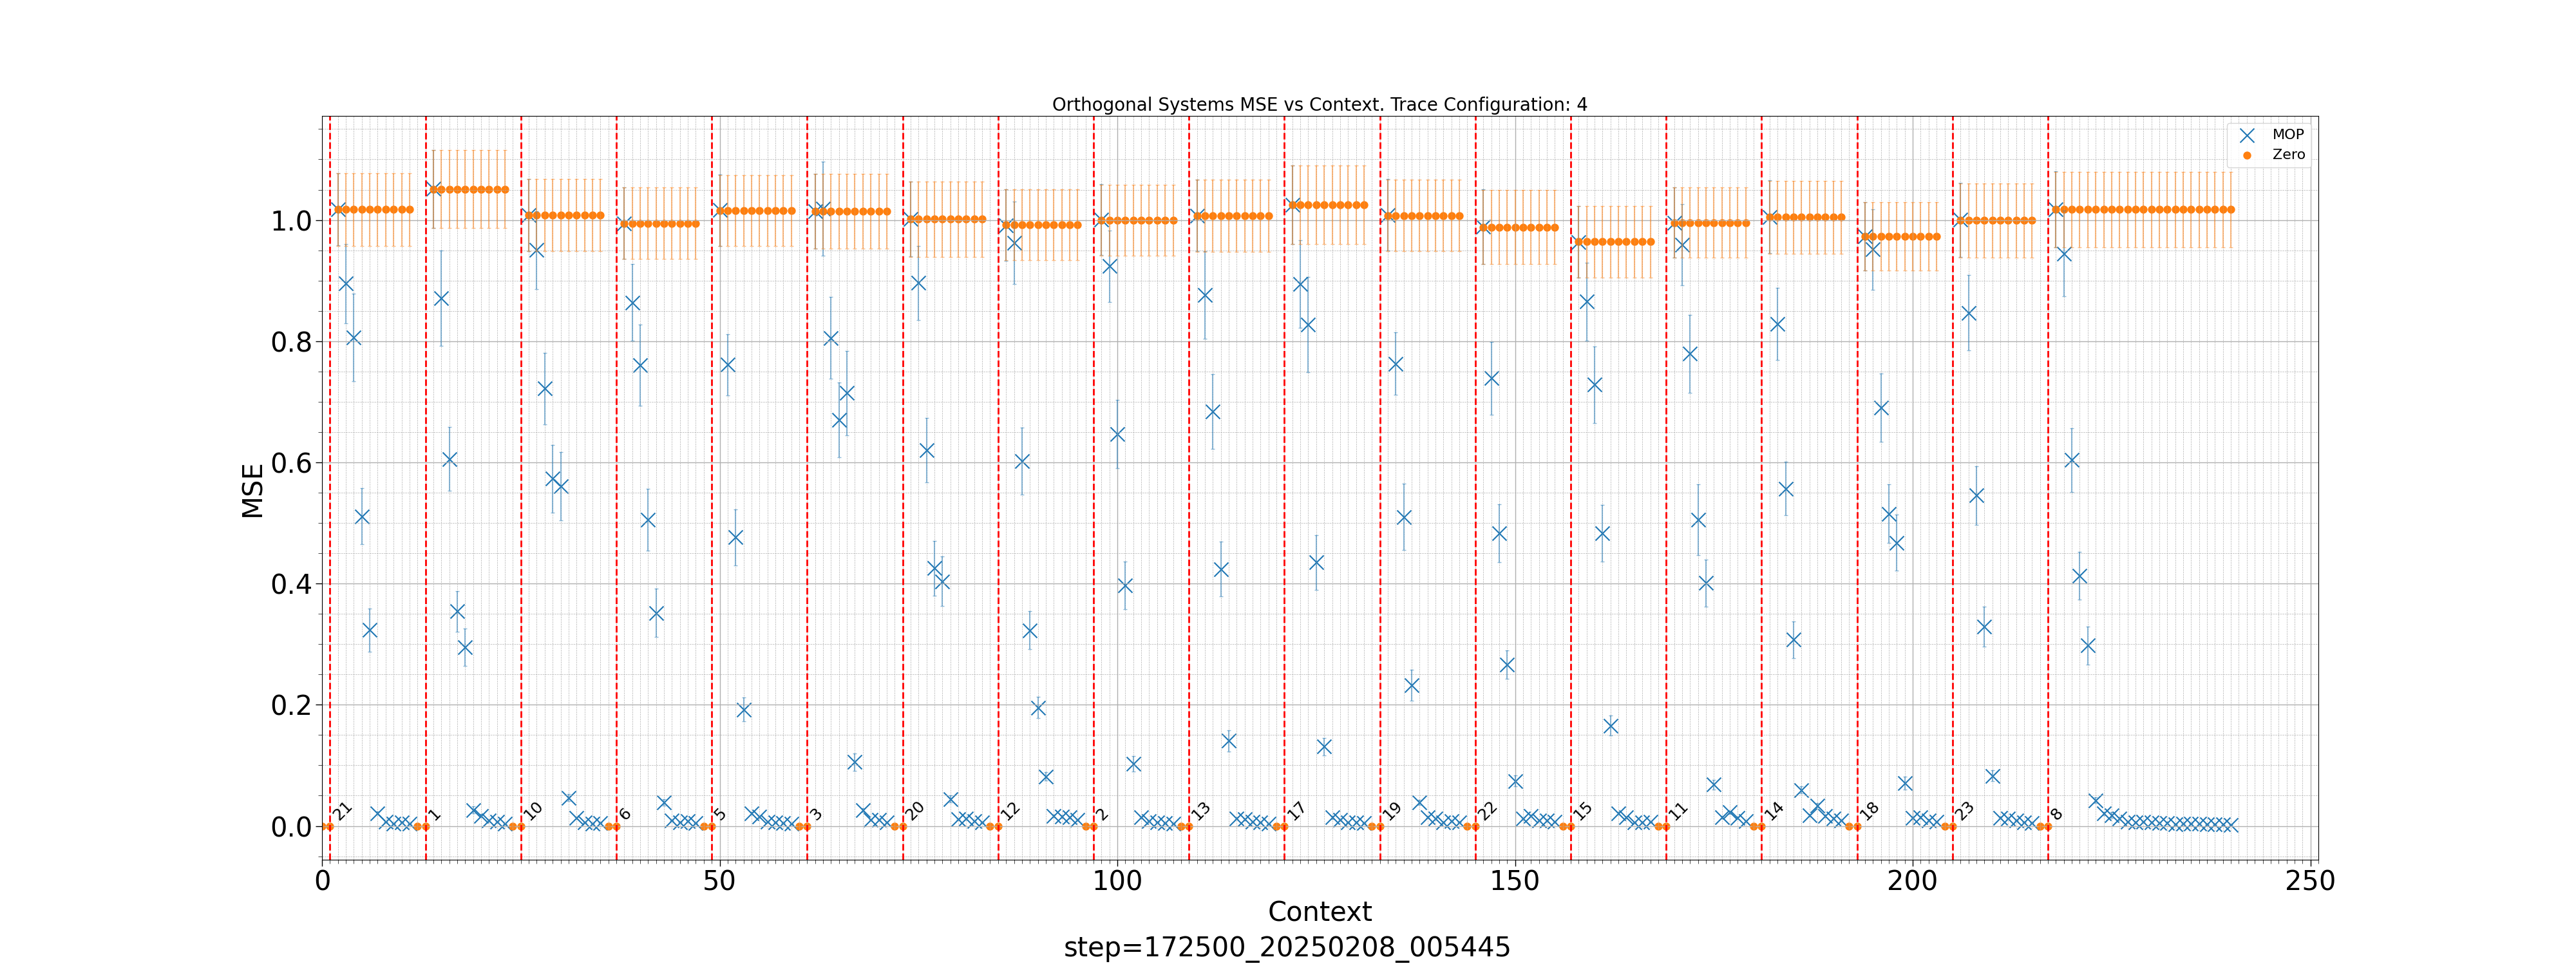 Orthogonal Systems MSE vs Context. Trace Configuration: 4
MOP
Zero
MSE
1.0
0.8
0.6
0.4
0.2
0.0
21 1 10 6 5 3 20 12 2 13 17 19 22 15 11 14 18 23 8
0 50 100 150 200 250
Context
step=172500_20250208_005445